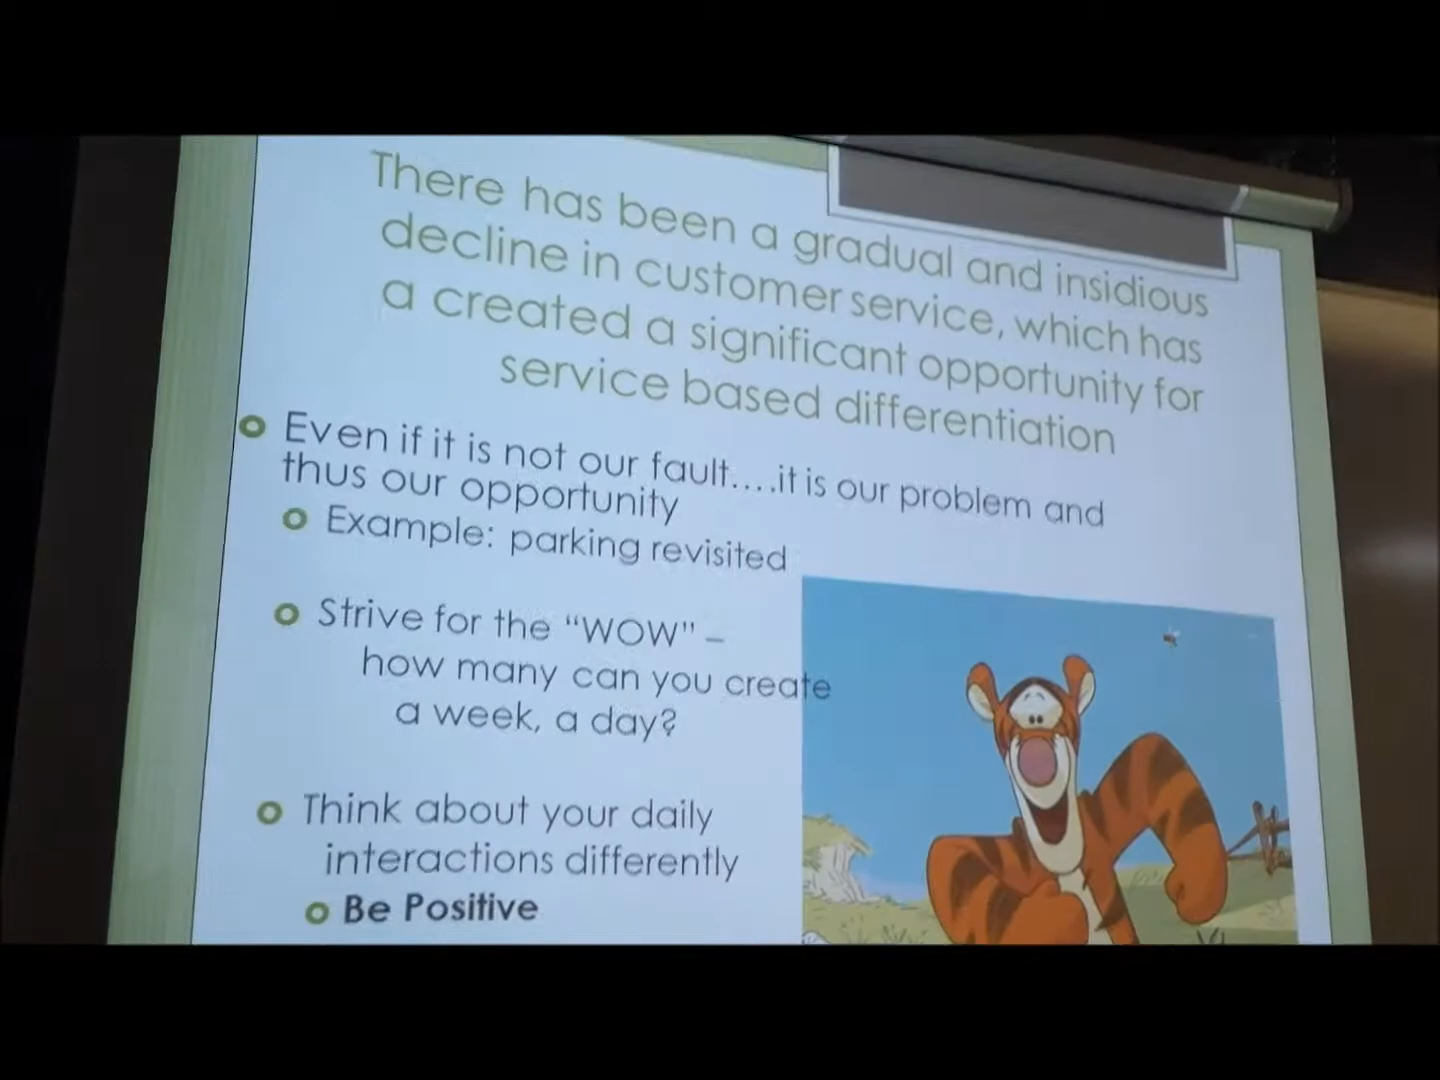 There has been a gradual and insidious
decline in customer service, which has
a created a significant opportunity for
service based differentiation
Even if it is not our fault....it is our problem and
thus our opportunity
Example: parking revisited
Strive for the “WOW” –
how many can you create
a week, a day?
Think about your daily
interactions differently
Be Positive